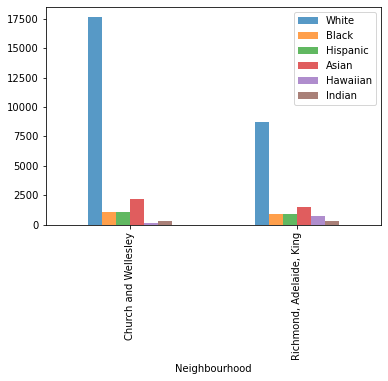 17500
15000
12500
10000
7500
5000
2500
0
White
Black
Hispanic
Asian
Hawaiian
Indian
Church and Wellesley
Richmond, Adelaide, King
Neighbourhood